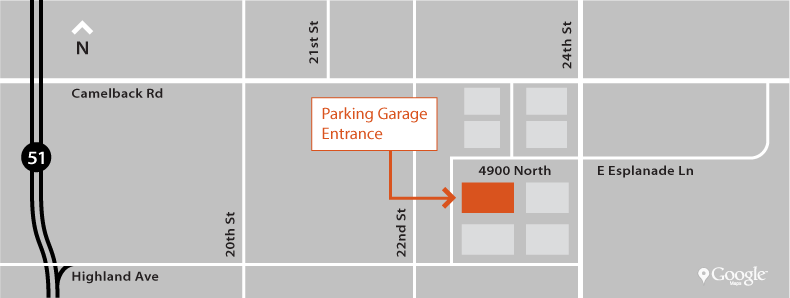 21st St
24th St
N
Camelback Rd
Parking Garage
Entrance
51
4900 North
E Esplanade Ln
20th St
22nd St
Highland Ave
Google
Maps